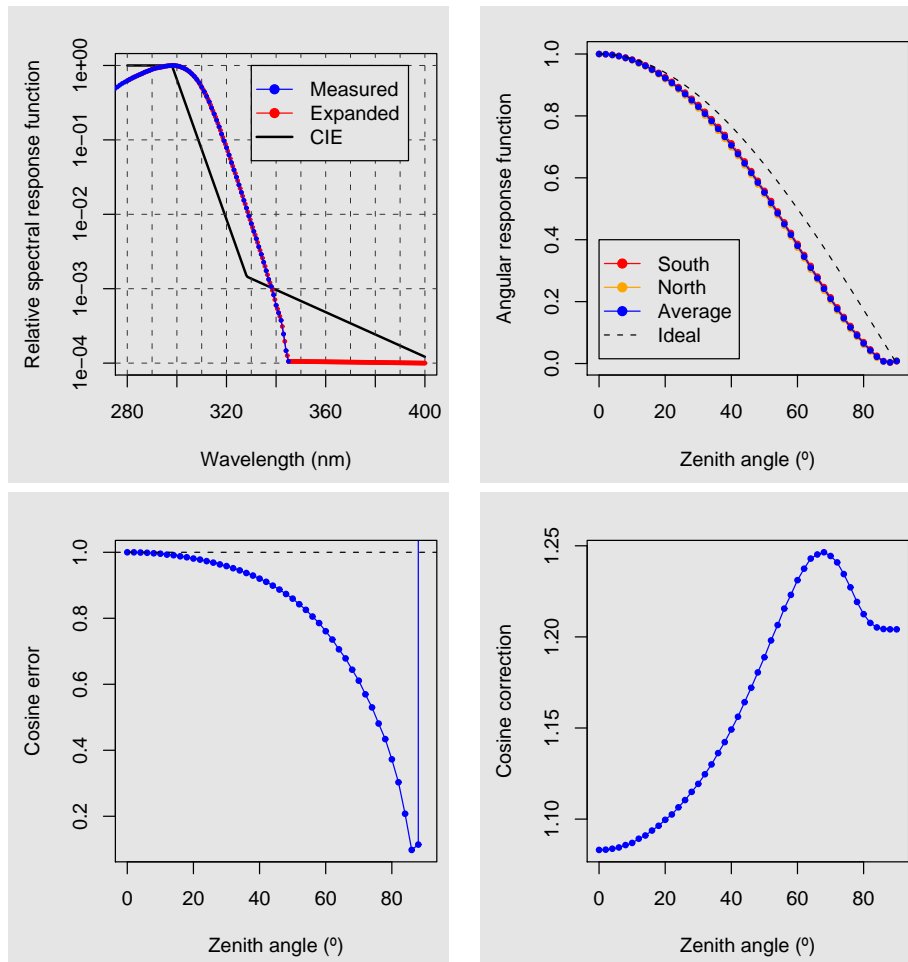 Relative spectral response function
1e+00
1e-01
1e-02
1e-03
1e-04
Measured
Expanded
CIE
280 320 360 400
Wavelength (nm)
Angular response function
1.0
0.8
0.6
0.4
0.2
0.0
South
North
Average
Ideal
0 20 40 60 80
Zenith angle (º)
Cosine error
1.0
0.8
0.6
0.4
0.2
0 20 40 60 80
Zenith angle (º)
Cosine correction
1.25
1.20
1.15
1.10
0 20 40 60 80
Zenith angle (º)